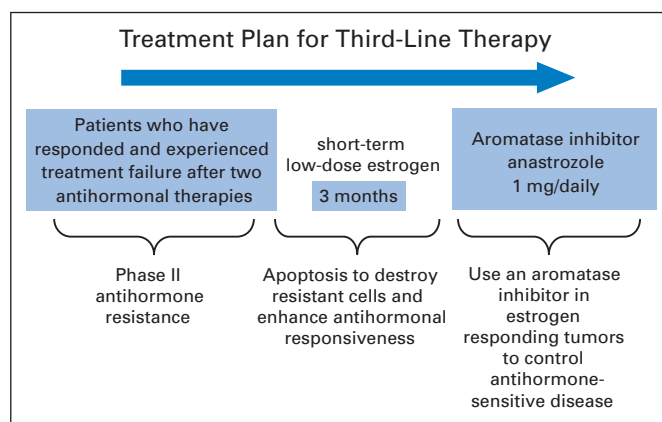 Treatment Plan for Third-Line Therapy
Patients who have
responded and experienced
treatment failure after two
antihormonal therapies
short-term
low-dose estrogen
3 months
Aromatase inhibitor
anastrozole
1 mg/daily
Phase II
antihormone
resistance
Apoptosis to destroy
resistant cells and
enhance antihormonal
responsiveness
Use an aromatase
inhibitor in
estrogen
responding tumors
to control
antihormone-
sensitive disease